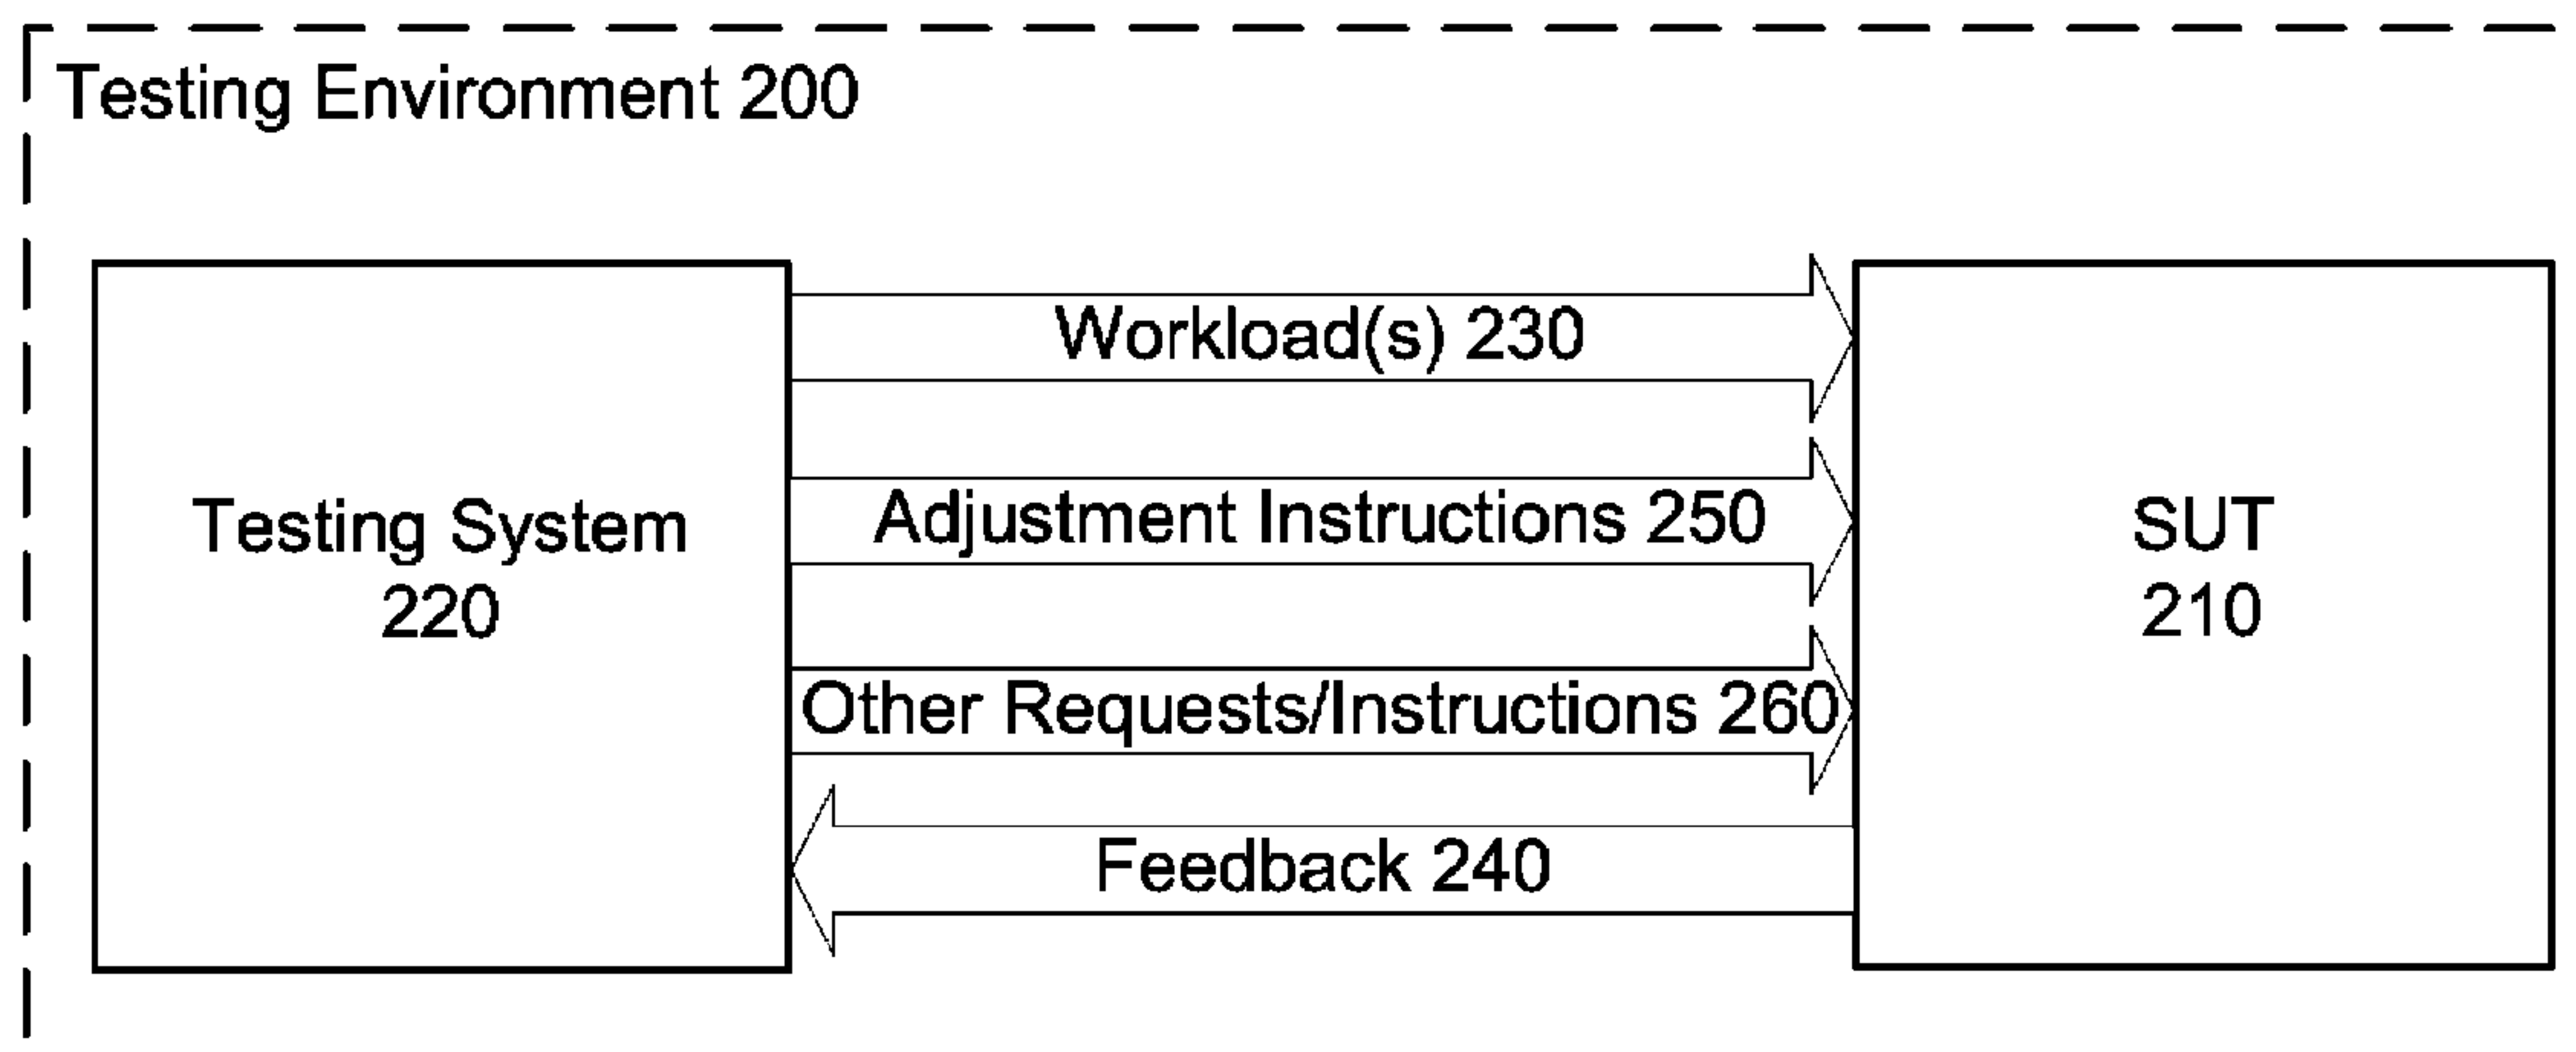 Testing Environment 200
Testing System
220
Workload(s) 230
Adjustment Instructions 250
Other Requests/Instructions 260
Feedback 240
SUT
210